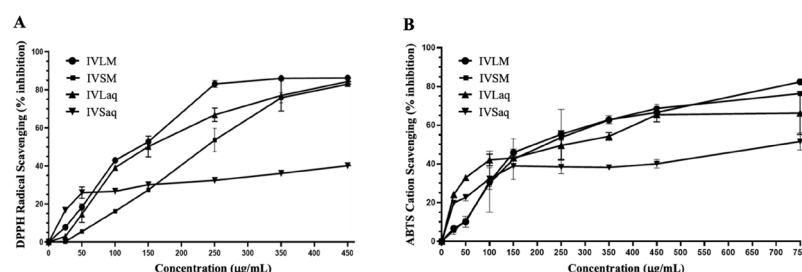 A
DPPH Radical Scavenging (% inhibition)
100
80
60
40
20
0
IVLM
IVSM
IVLaq
IVSaq
0 50 100 150 200 250 300 350 400 450
Concentration (µg/mL)
B
ABTS Cation Scavenging (% inhibition)
100
80
60
40
20
0
IVLM
IVSM
IVLaq
IVSaq
0 50 100 150 200 250 300 350 400 450 500 550 600 650 700 750
Concentration (µg/mL)